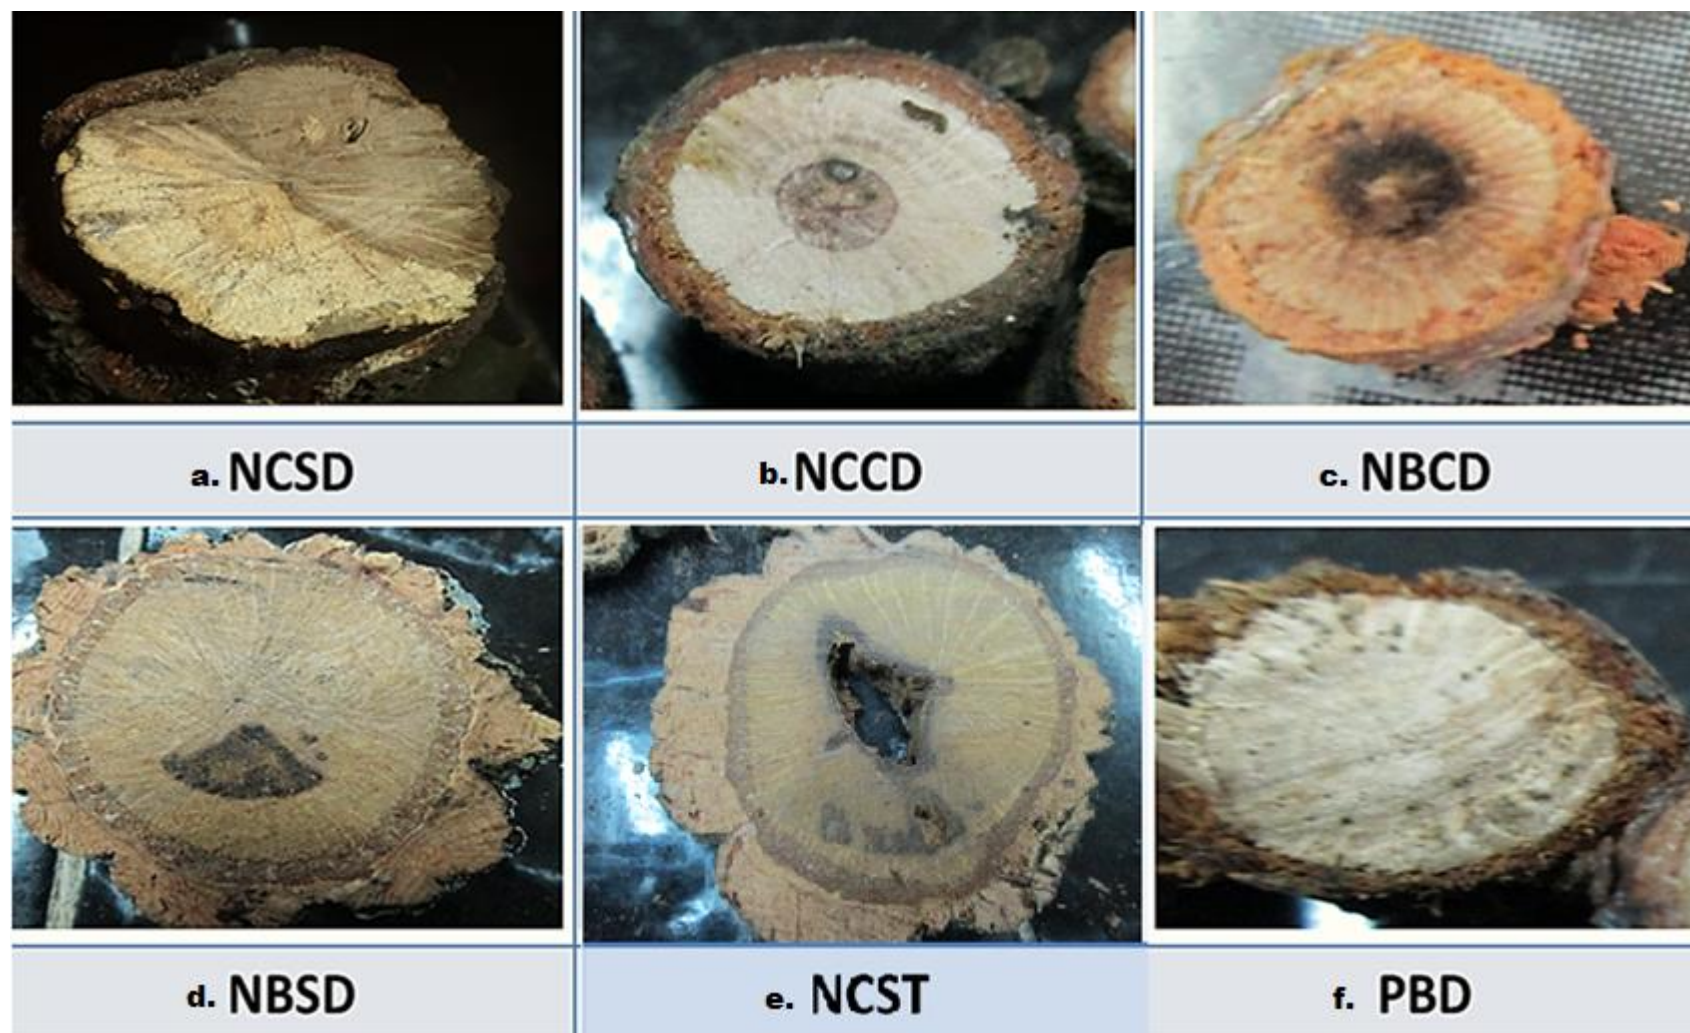 a. NCSD
b. NCCD
c. NBCD
d. NBSD
e. NCST
f. PBD